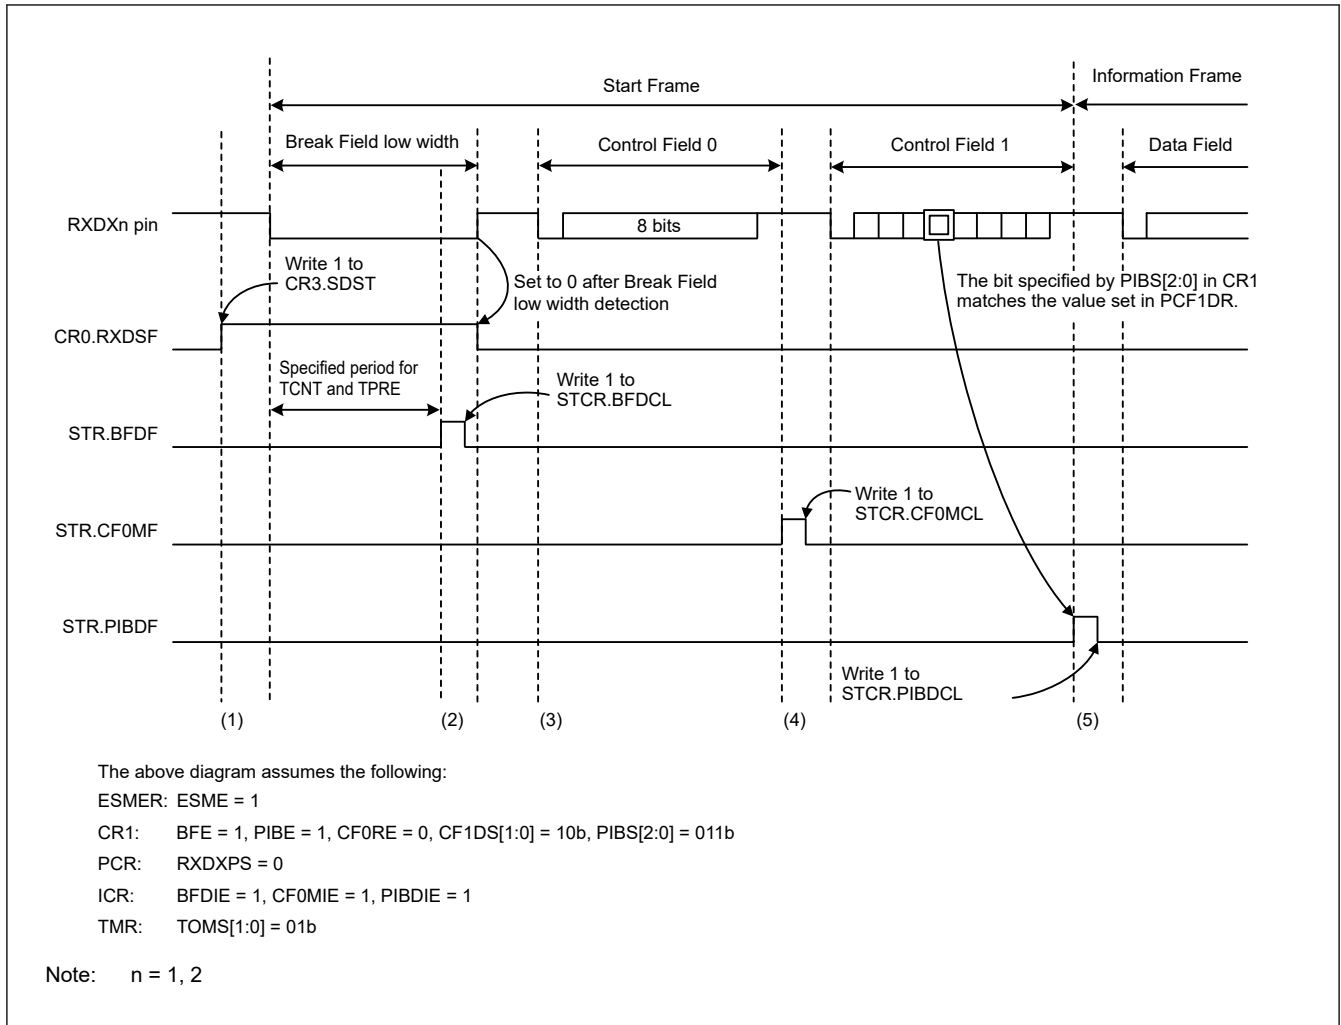 Start Frame
Information Frame
Break Field low width
Control Field 0
Control Field 1
Data Field
RXDXn pin
8 bits
Write 1 to
CR3.SDST
Set to 0 after Break Field
low width detection
The bit specified by PIBS[2:0] in CR1
matches the value set in PCF1DR.
CR0.RXDSF
Specified period for
TCNT and TPRE
Write 1 to
STCR.BFDCL
STR.BFDF
Write 1 to
STCR.CF0MCL
STR.CF0MF
STR.PIBDF
Write 1 to
STCR.PIBDCL
(1) (2) (3) (4) (5)
The above diagram assumes the following:
ESMER: ESME = 1
CR1: BFE = 1, PIBE = 1, CF0RE = 0, CF1DS[1:0] = 10b, PIBS[2:0] = 011b
PCR: RXDXPS = 0
ICR: BFDIE = 1, CF0MIE = 1, PIBDIE = 1
TMR: TOMS[1:0] = 01b
Note: n = 1, 2